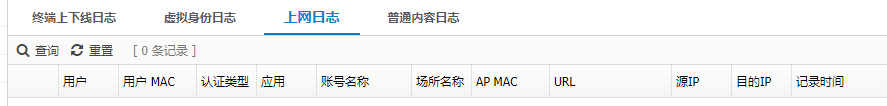 终端上下线日志 虚拟身份日志 上网日志 普通内容日志
查询 重置 [ 0 条记录 ]
用户 用户 MAC 认证类型 应用 账号名称 场所名称 AP MAC URL 源IP 目的IP 记录时间